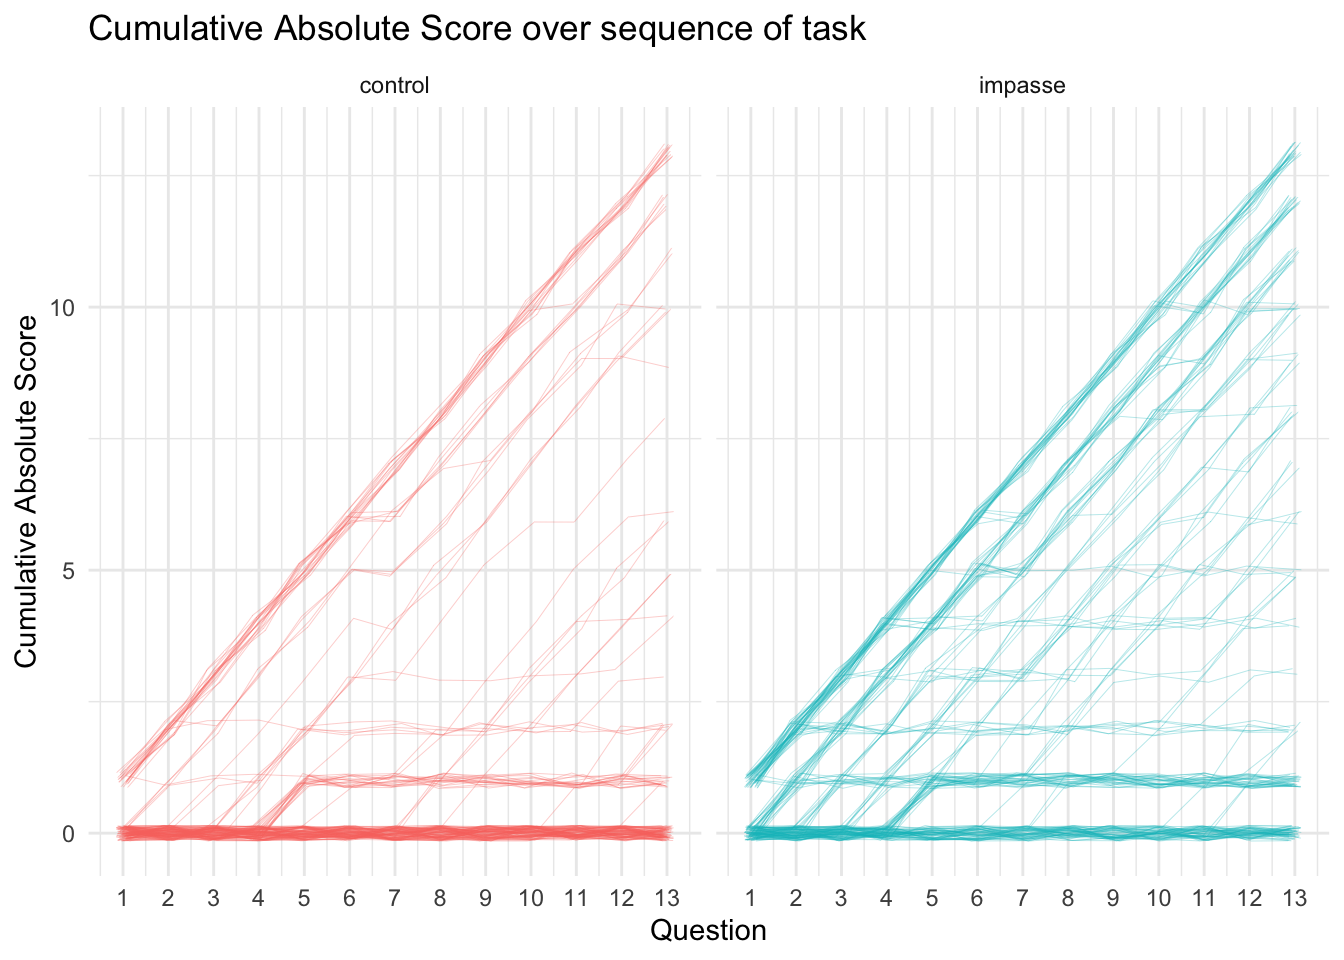 Cumulative Absolute Score over sequence of task
control
impasse
Cumulative Absolute Score
10
5
0
1 2 3 4 5 6 7 8 9 10 11 12 13
1 2 3 4 5 6 7 8 9 10 11 12 13
Question